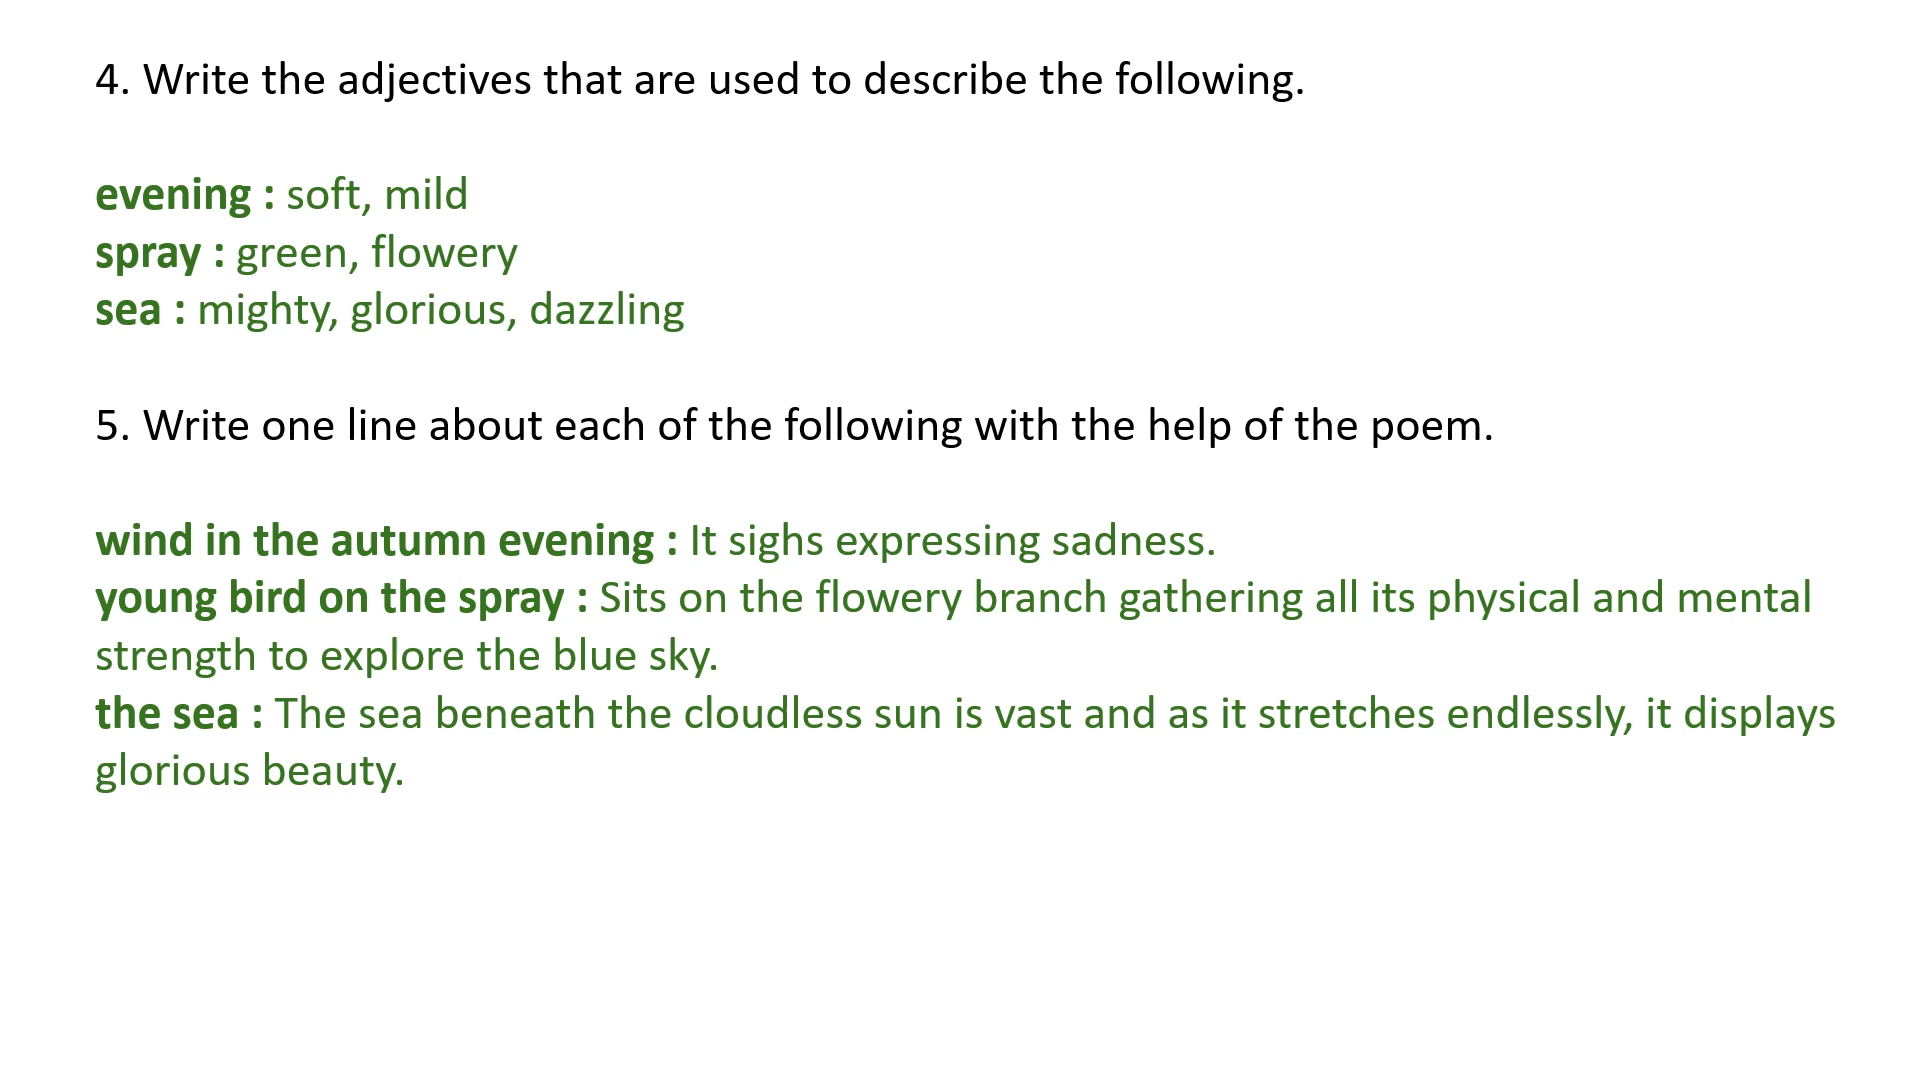 4. Write the adjectives that are used to describe the following.
evening : soft, mild
spray : green, flowery
sea : mighty, glorious, dazzling
5. Write one line about each of the following with the help of the poem.
wind in the autumn evening : It sighs expressing sadness.
young bird on the spray : Sits on the flowery branch gathering all its physical and mental
strength to explore the blue sky.
the sea : The sea beneath the cloudless sun is vast and as it stretches endlessly, it displays
glorious beauty.